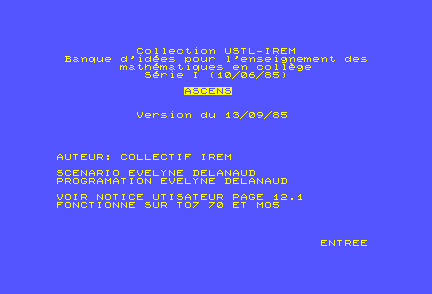 Collection USTL-IREM
Banque d'idées pour l'enseignement des
mathématiques en collège
Série I (10/06/85)
ASCENS
Version du 13/09/85
AUTEUR: COLLECTIF IREM
SCENARIO EVELYNE DELANAUD
PROGRAMATION EVELYNE DELANAUD
VOIR NOTICE UTISATEUR PAGE 12.1
FONCTIONNE SUR TO7 70 ET MO5
ENTREE